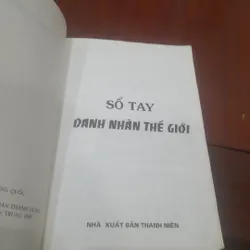 SỔ TAY
DANH NHÂN THẾ GIỚI
NHÀ XUẤT BẢN THANH NIÊN